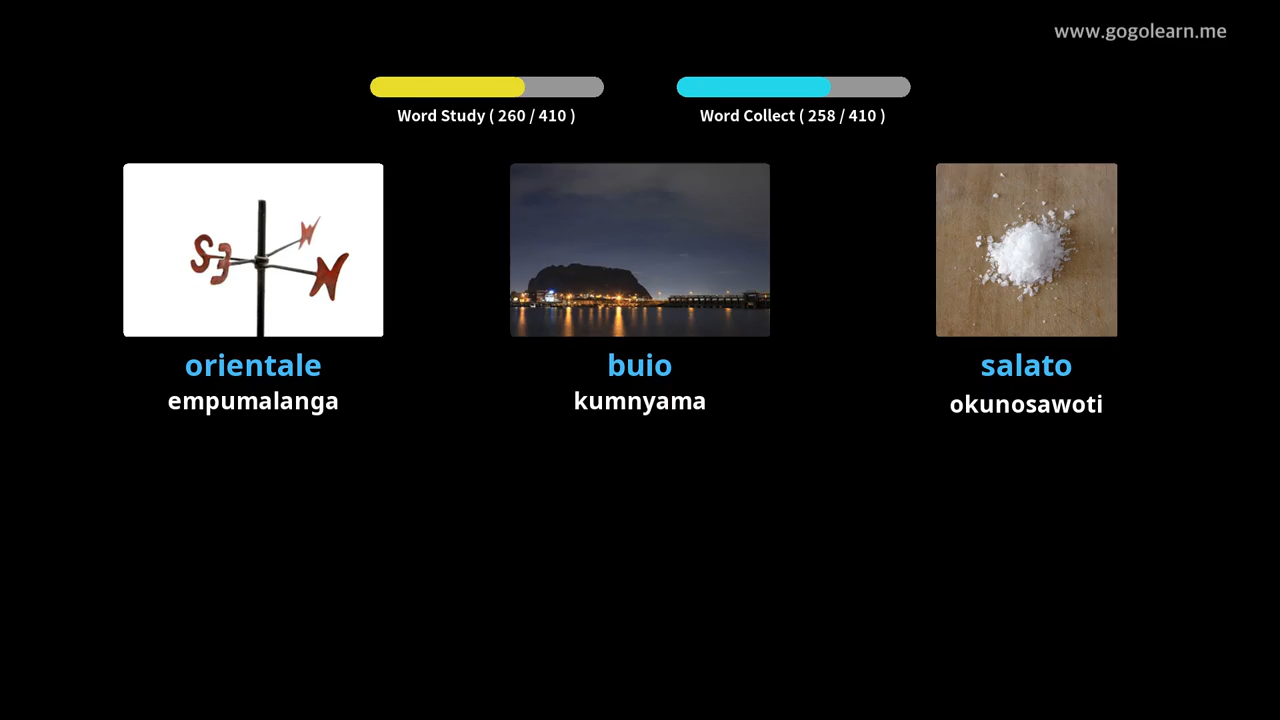 www.gogolearn.me
Word Study ( 260 / 410 )
Word Collect ( 258 / 410 )
S E N N
orientale
empumalanga
buio
kumnyama
salato
okunosawoti